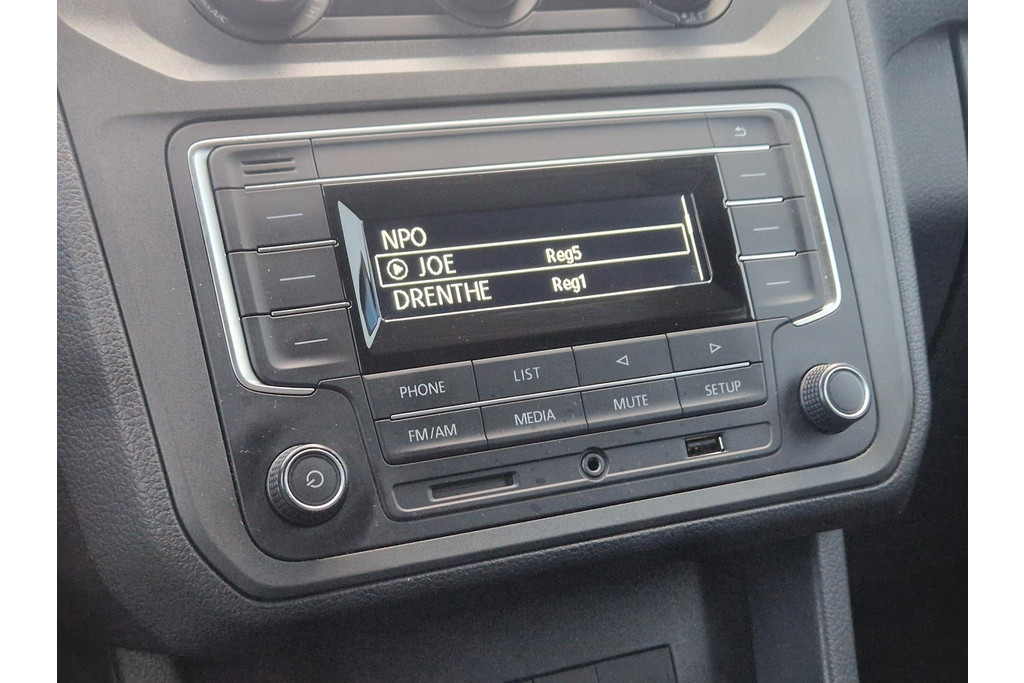 A/C
NPO
JOE Reg5
DRENTHE Reg1
PHONE LIST
FM/AM MEDIA MUTE SETUP